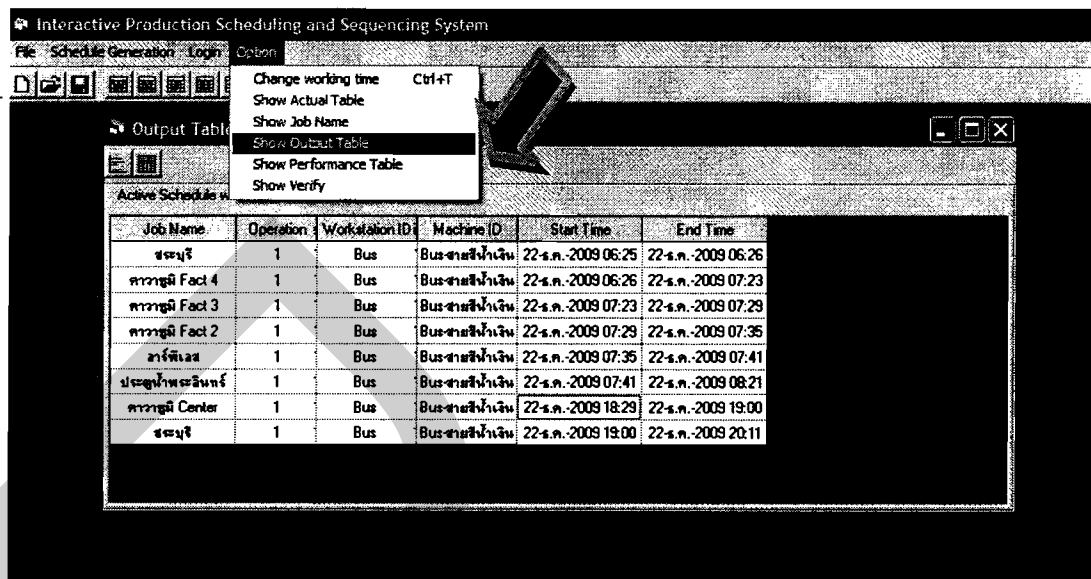 Interactive Production Scheduling and Sequencing System
File Schedule Generation Login Option
Change working time Ctrl+T
Show Actual Table
Show Job Name
Show Output Table
Show Performance Table
Show Verify
Output Table
Active Schedule
Job Name Operation Workstation ID Machine ID Start Time End Time
สระบุรี 1 Bus Bus-สายสีน้ำเงิน 22-ธ.ค.-2009 06:25 22-ธ.ค.-2009 06:26
คาวาซูมิ Fact 4 1 Bus Bus-สายสีน้ำเงิน 22-ธ.ค.-2009 06:26 22-ธ.ค.-2009 07:23
คาวาซูมิ Fact 3 1 Bus Bus-สายสีน้ำเงิน 22-ธ.ค.-2009 07:23 22-ธ.ค.-2009 07:29
คาวาซูมิ Fact 2 1 Bus Bus-สายสีน้ำเงิน 22-ธ.ค.-2009 07:29 22-ธ.ค.-2009 07:35
อาร์พีเอส 1 Bus Bus-สายสีน้ำเงิน 22-ธ.ค.-2009 07:35 22-ธ.ค.-2009 07:41
ประตูน้ำพระอินทร์ 1 Bus Bus-สายสีน้ำเงิน 22-ธ.ค.-2009 07:41 22-ธ.ค.-2009 08:21
คาวาซูมิ Center 1 Bus Bus-สายสีน้ำเงิน 22-ธ.ค.-2009 18:29 22-ธ.ค.-2009 19:00
สระบุรี 1 Bus Bus-สายสีน้ำเงิน 22-ธ.ค.-2009 19:00 22-ธ.ค.-2009 20:11